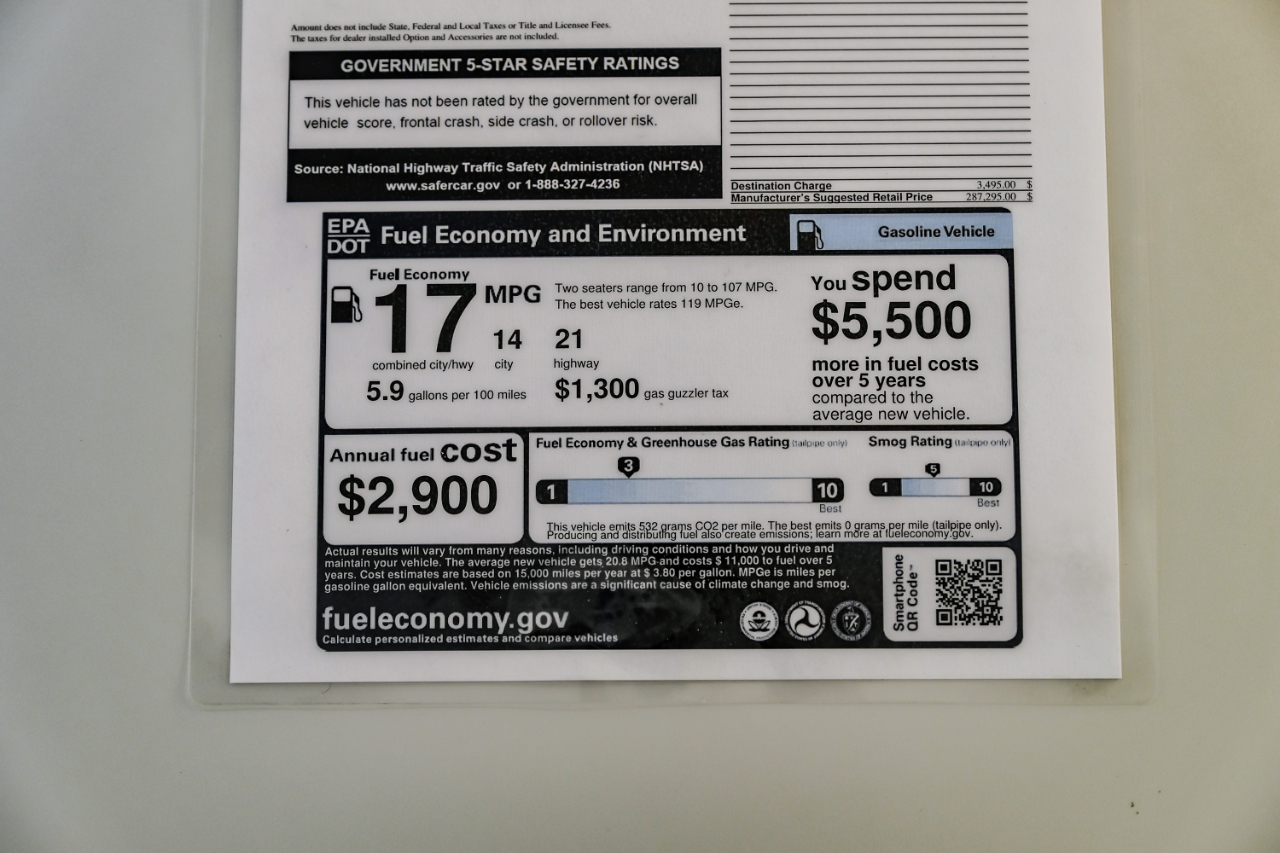 Amount does not include State, Federal and Local Taxes or Title and Licensee Fees.
The taxes for dealer installed Option and Accessories are not included.
GOVERNMENT 5-STAR SAFETY RATINGS
This vehicle has not been rated by the government for overall
vehicle score, frontal crash, side crash, or rollover risk.
Source: National Highway Traffic Safety Administration (NHTSA)
www.safercar.gov or 1-888-327-4236
Destination Charge 3,495.00 $
Manufacturer's Suggested Retail Price 287,295.00 $
EPA
DOT
Fuel Economy and Environment
Gasoline Vehicle
Fuel Economy
17 MPG
combined city/hwy
14
city
21
highway
5.9 gallons per 100 miles
Two seaters range from 10 to 107 MPG.
The best vehicle rates 119 MPGe.
$1,300 gas guzzler tax
You spend
$5,500
more in fuel costs
over 5 years
compared to the
average new vehicle.
Annual fuel cost
$2,900
Fuel Economy & Greenhouse Gas Rating (tailpipe only)
3
1 10
Best
Smog Rating (tailpipe only)
5
1 10
Best
This vehicle emits 532 grams CO2 per mile. The best emits 0 grams per mile (tailpipe only).
Producing and distributing fuel also create emissions; learn more at fueleconomy.gov.
Actual results will vary from many reasons, including driving conditions and how you drive and
maintain your vehicle. The average new vehicle gets 20.8 MPG and costs $ 11,000 to fuel over 5
years. Cost estimates are based on 15,000 miles per year at $ 3.80 per gallon. MPGe is miles per
gasoline gallon equivalent. Vehicle emissions are a significant cause of climate change and smog.
fueleconomy.gov
Calculate personalized estimates and compare vehicles
Smartphone
QR Code™